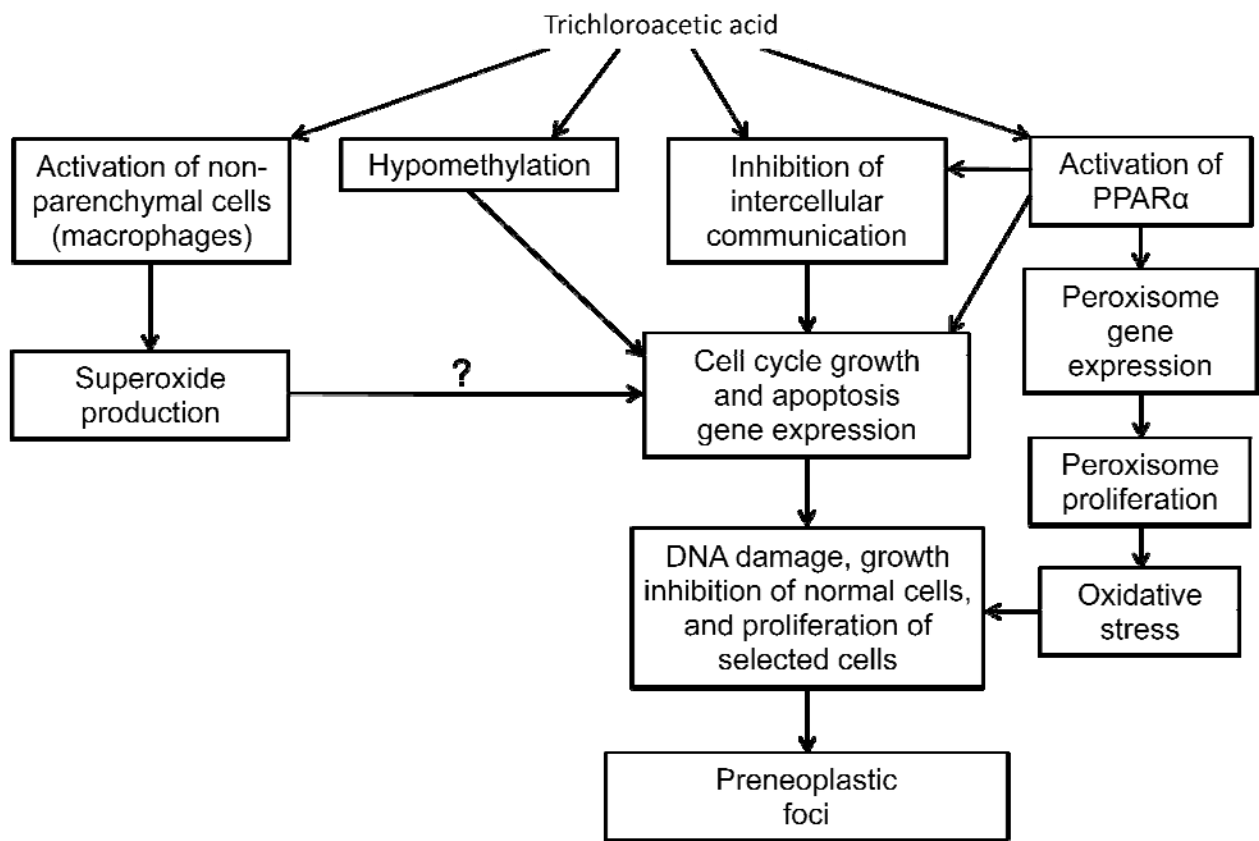 Trichloroacetic acid
Activation of non-
parenchymal cells
(macrophages)
Hypomethylation
Inhibition of
intercellular
communication
Activation of
PPARα
Superoxide
production
?
Cell cycle growth
and apoptosis
gene expression
Peroxisome
gene
expression
Peroxisome
proliferation
DNA damage, growth
inhibition of normal cells,
and proliferation of
selected cells
Oxidative
stress
Preneoplastic
foci